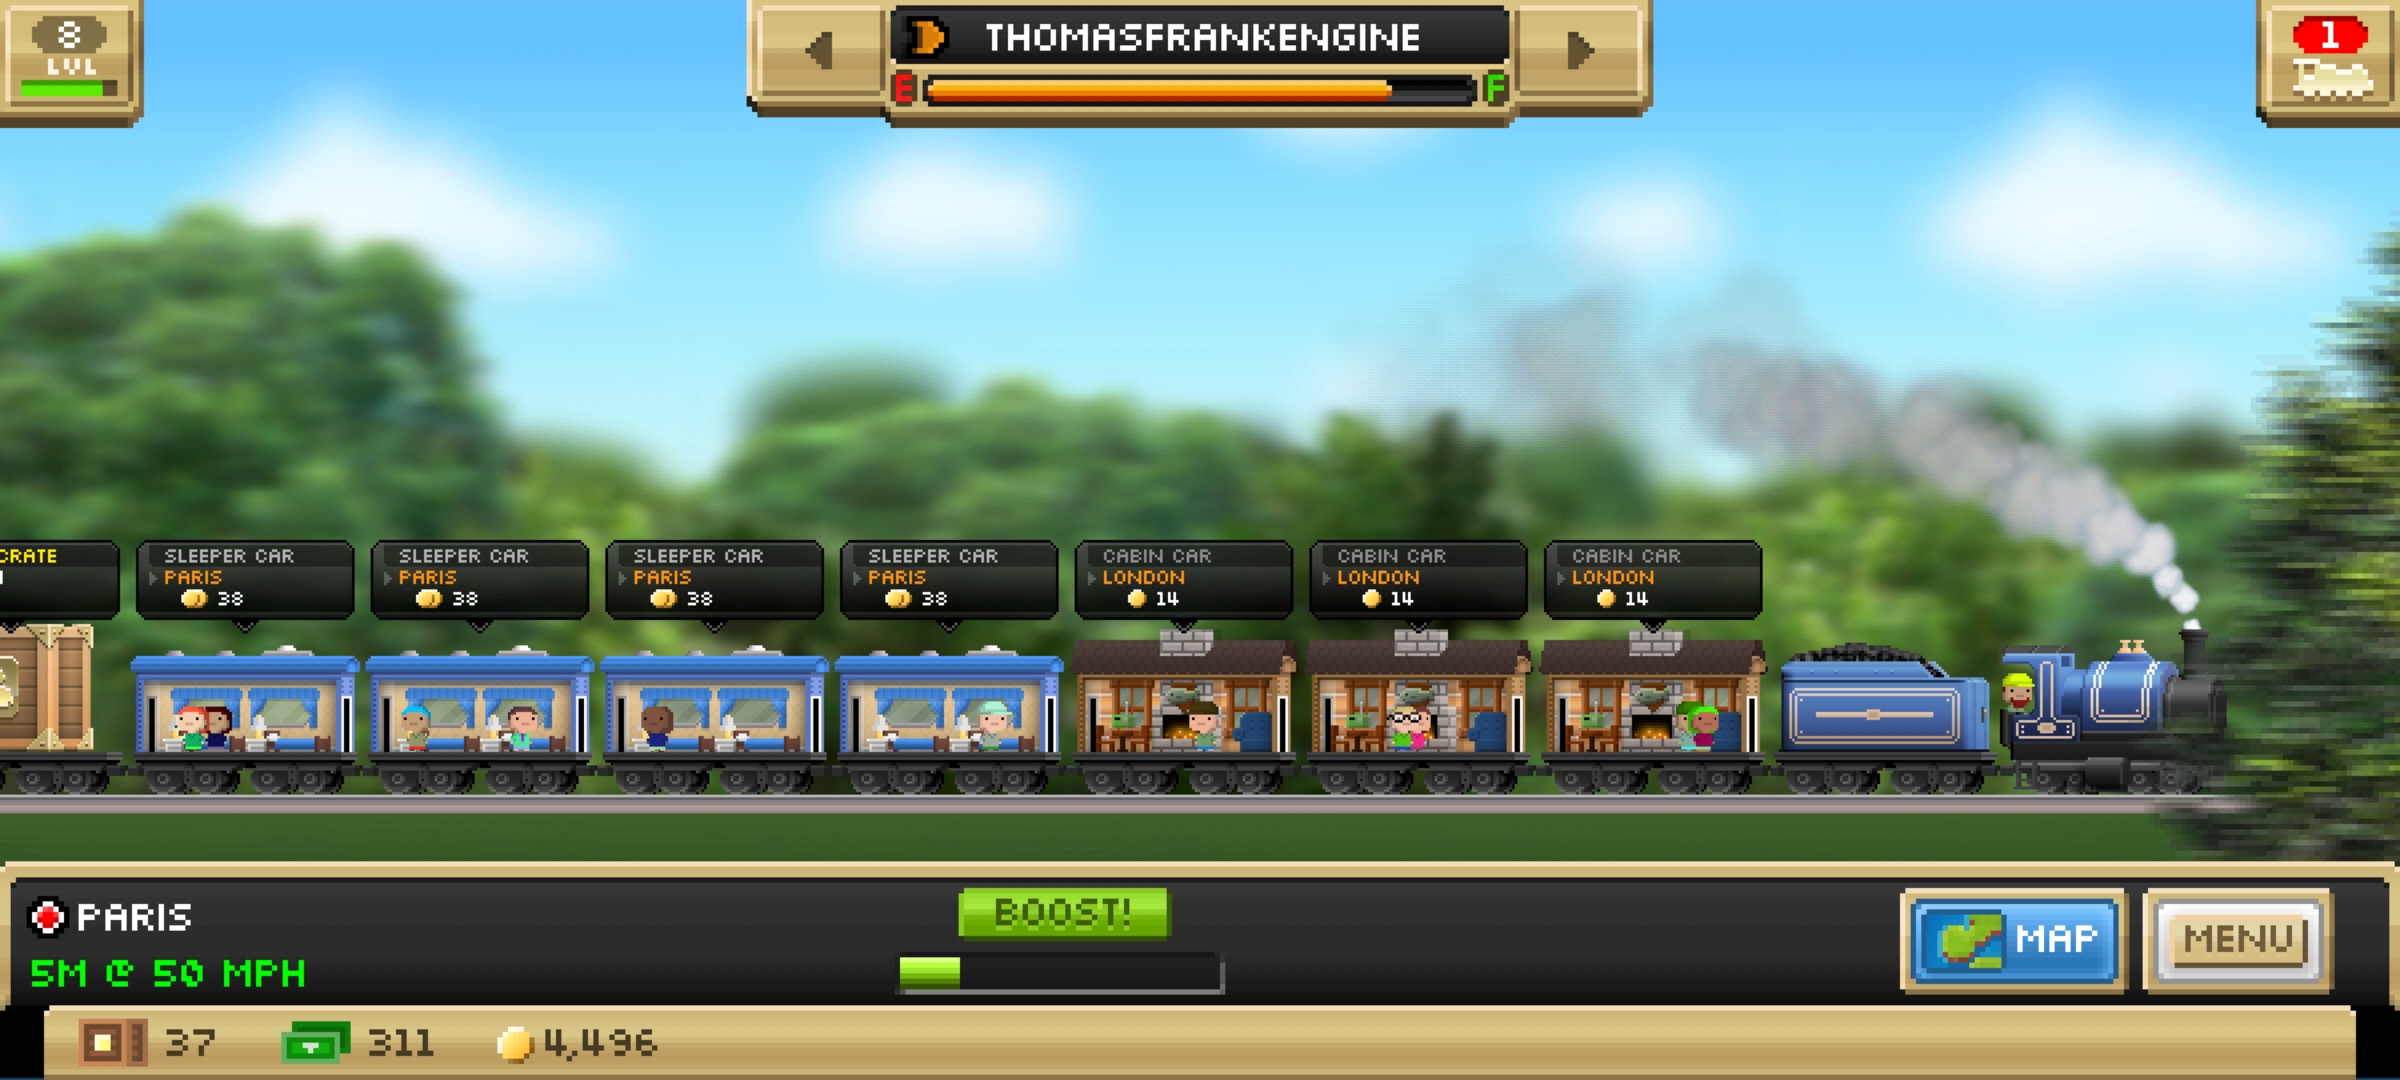 8
LVL
THOMASFRANKENGINE
E F
1
CRATE
SLEEPER CAR
PARIS
38
SLEEPER CAR
PARIS
38
SLEEPER CAR
PARIS
38
SLEEPER CAR
PARIS
38
CABIN CAR
LONDON
14
CABIN CAR
LONDON
14
CABIN CAR
LONDON
14
PARIS
5M @ 50 MPH
BOOST!
MAP
MENU
37
311
4,496